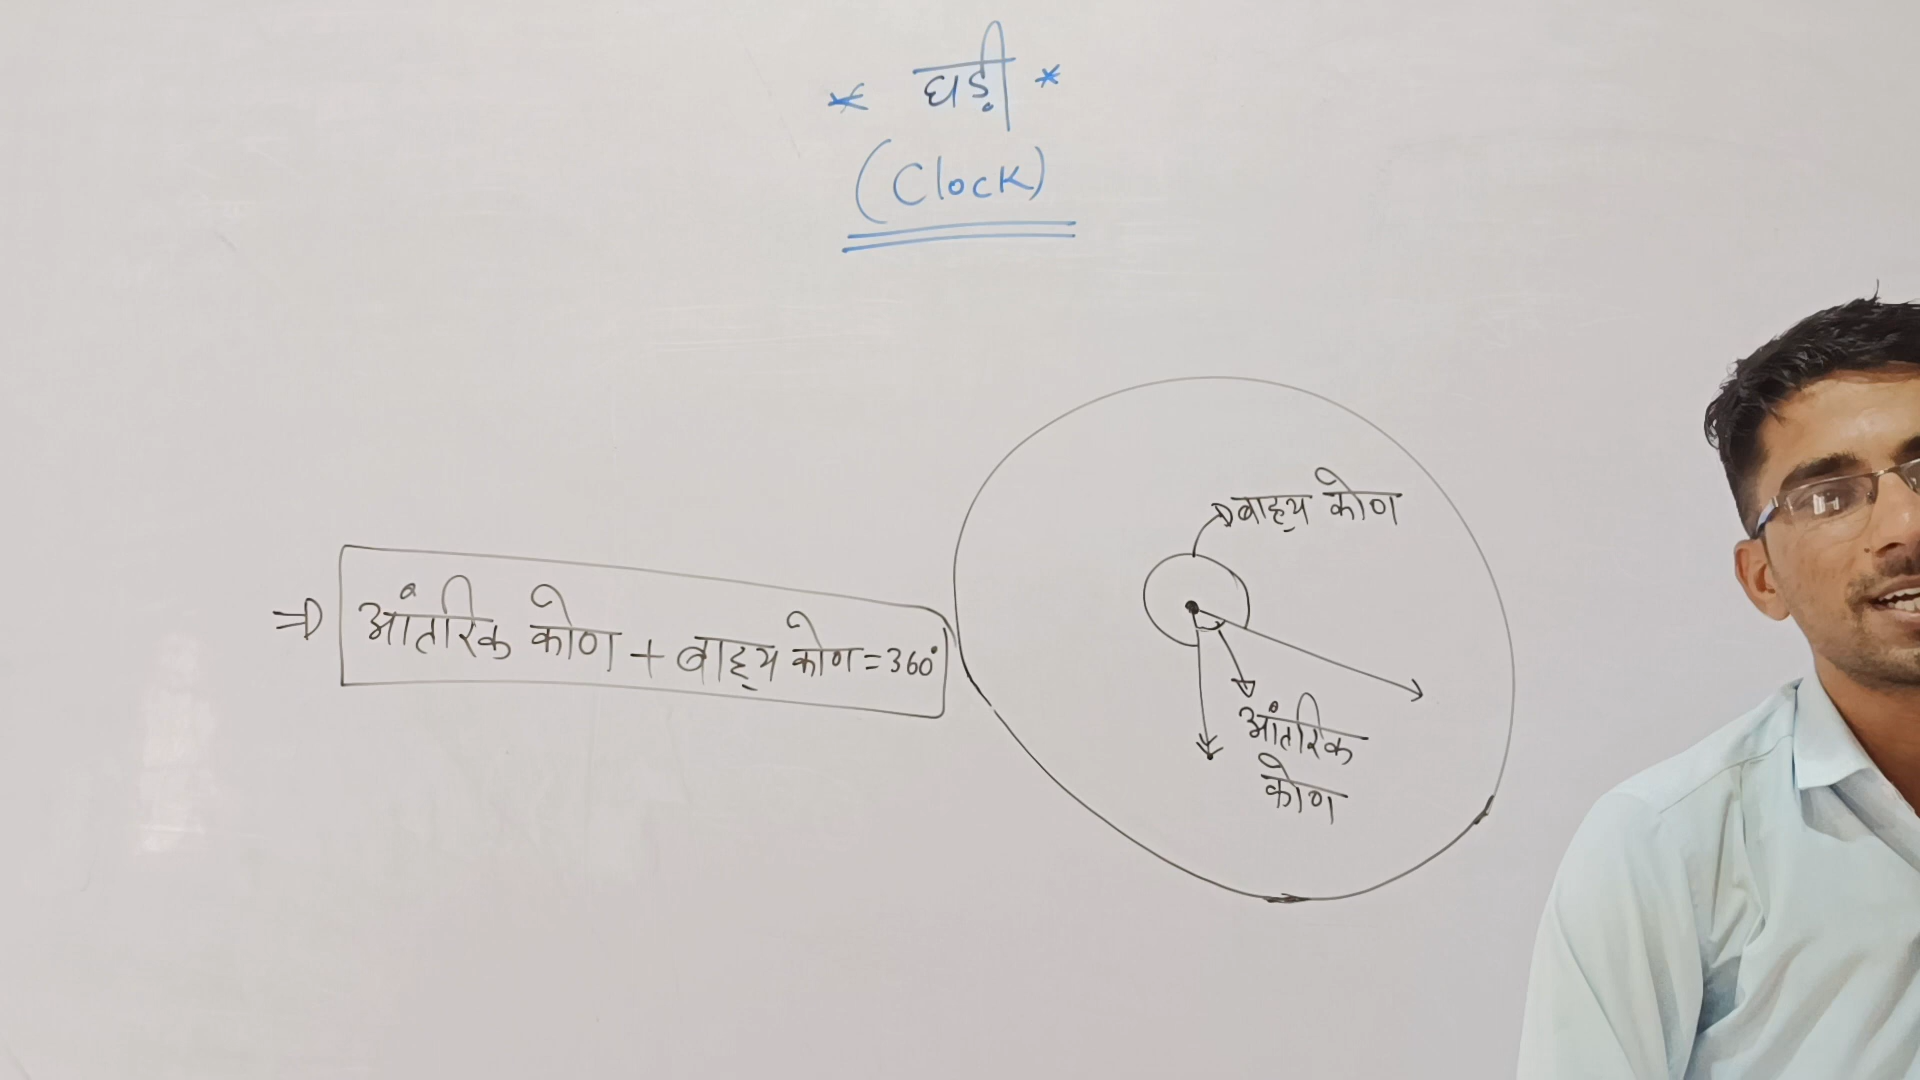 * घड़ी *
(Clock)
बाह्य कोण
⇒ आंतरिक कोण + बाह्य कोण = 360°
आंतरिक
कोण